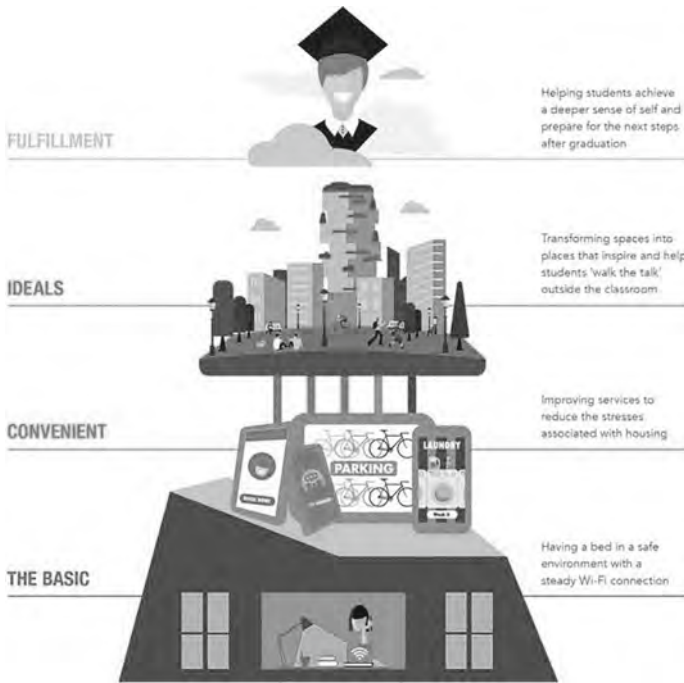 Helping students achieve
a deeper sense of self and
prepare for the next steps
after graduation
FULFILLMENT
Transforming spaces into
places that inspire and help
students 'walk the talk'
outside the classroom
IDEALS
Improving services to
reduce the stresses
associated with housing
CONVENIENT
LAUNDRY
PARKING
Having a bed in a safe
environment with a
steady Wi-Fi connection
THE BASIC